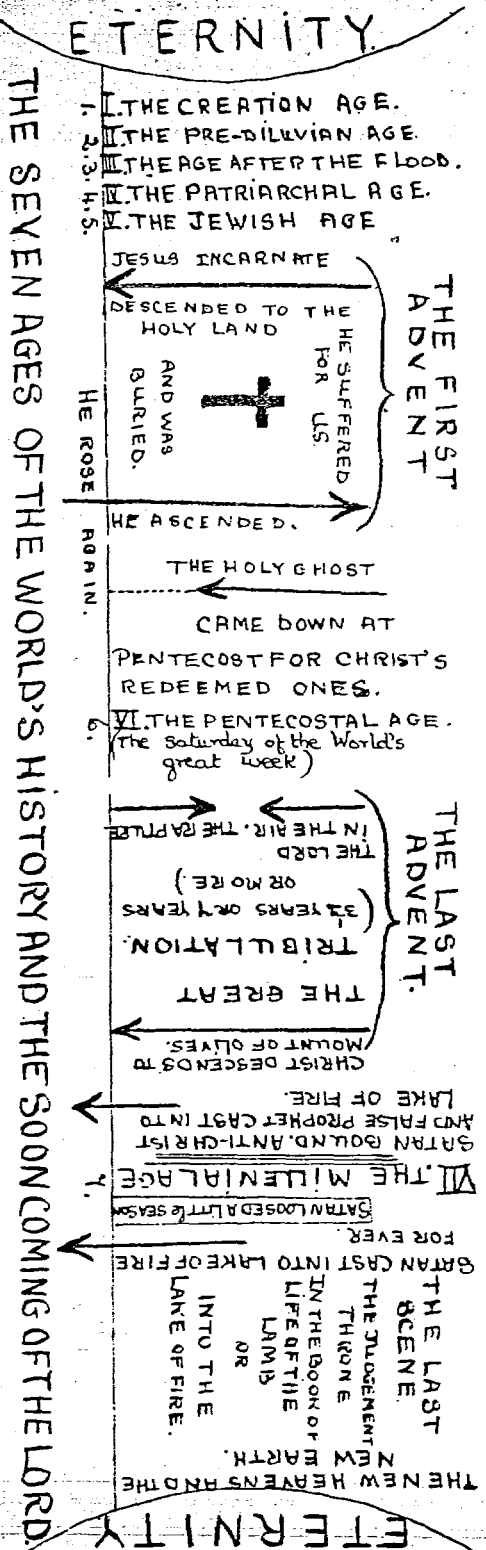 ETERNITY.
THE SEVEN AGES OF THE WORLD'S HISTORY AND THE SOON COMING OF THE LORD.
1. I. THE CREATION AGE.
2. II. THE PRE-DILUVIAN AGE
3. III. THE AGE AFTER THE FLOOD.
4. IV. THE PATRIARCHAL AGE.
5. V. THE JEWISH AGE
THE FIRST
ADVENT
JESUS INCARNATE
DESCENDED TO THE
HOLY LAND
HE SUFFERED
FOR US.
AND WAS
BURIED.
HE ROSE AGAIN.
HE ASCENDED.
THE HOLY GHOST
CAME DOWN AT
PENTECOST FOR CHRIST'S
REDEEMED ONES.
6. VI. THE PENTECOSTAL AGE.
(The Saturday of the World's
great week)
THE LAST
ADVENT.
THE LORD
IN THE AIR. THE RAPTURE
THE GREAT
TRIBULATION.
(3½ YEARS OR 7 YEARS
OR MORE.)
CHRIST DESCENDS TO
MOUNT OF OLIVES.
SATAN BOUND. ANTI-CHRIST
AND FALSE PROPHET CAST INTO
LAKE OF FIRE.
7. VII. THE MILLENIAL AGE
SATAN LOOSED A LITTLE SEASON
SATAN CAST INTO LAKE OF FIRE
FOR EVER.
THE LAST
SCENE.
THE JUDGEMENT
THRONE
IN THE BOOK OF
LIFE OF THE
LAMB
OR
INTO THE
LAKE OF FIRE.
THE NEW HEAVENS AND THE
NEW EARTH.
ETERNITY